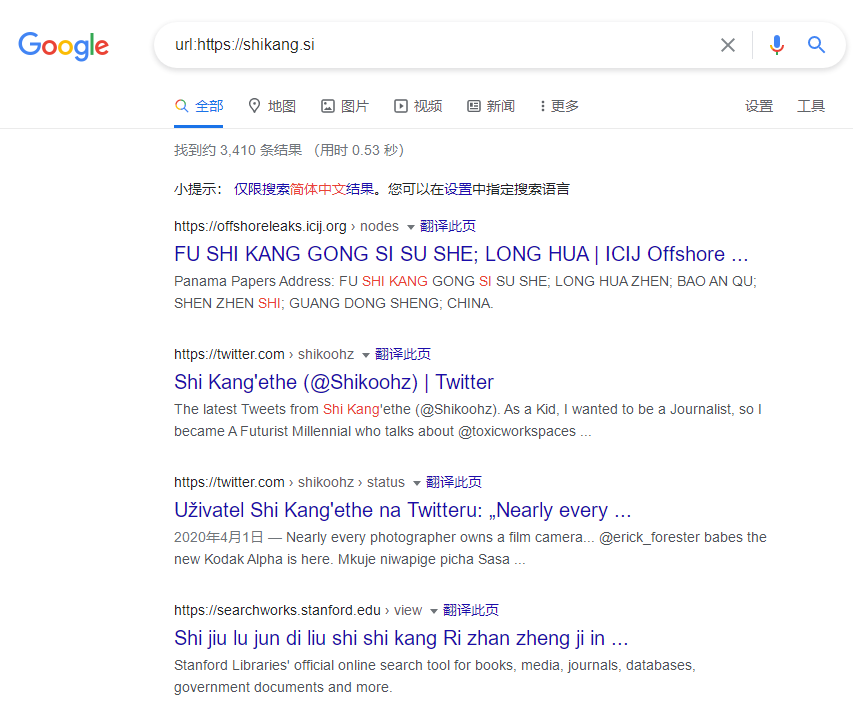 Google
url:https://shikang.si
全部 地图 图片 视频 新闻 更多 设置 工具
找到约 3,410 条结果 （用时 0.53 秒）
小提示： 仅限搜索简体中文结果。您可以在设置中指定搜索语言
https://offshoreleaks.icij.org › nodes 翻译此页
FU SHI KANG GONG SI SU SHE; LONG HUA | ICIJ Offshore ...
Panama Papers Address: FU SHI KANG GONG SI SU SHE; LONG HUA ZHEN; BAO AN QU;
SHEN ZHEN SHI; GUANG DONG SHENG; CHINA.
https://twitter.com › shikoohz 翻译此页
Shi Kang'ethe (@Shikoohz) | Twitter
The latest Tweets from Shi Kang'ethe (@Shikoohz). As a Kid, I wanted to be a Journalist, so I
became A Futurist Millennial who talks about @toxicworkspaces ...
https://twitter.com › shikoohz › status 翻译此页
Uživatel Shi Kang'ethe na Twitteru: „Nearly every ...
2020年4月1日 — Nearly every photographer owns a film camera... @erick_forester babes the
new Kodak Alpha is here. Mkuje niwapige picha Sasa ...
https://searchworks.stanford.edu › view 翻译此页
Shi jiu lu jun di liu shi shi kang Ri zhan zheng ji in ...
Stanford Libraries' official online search tool for books, media, journals, databases,
government documents and more.